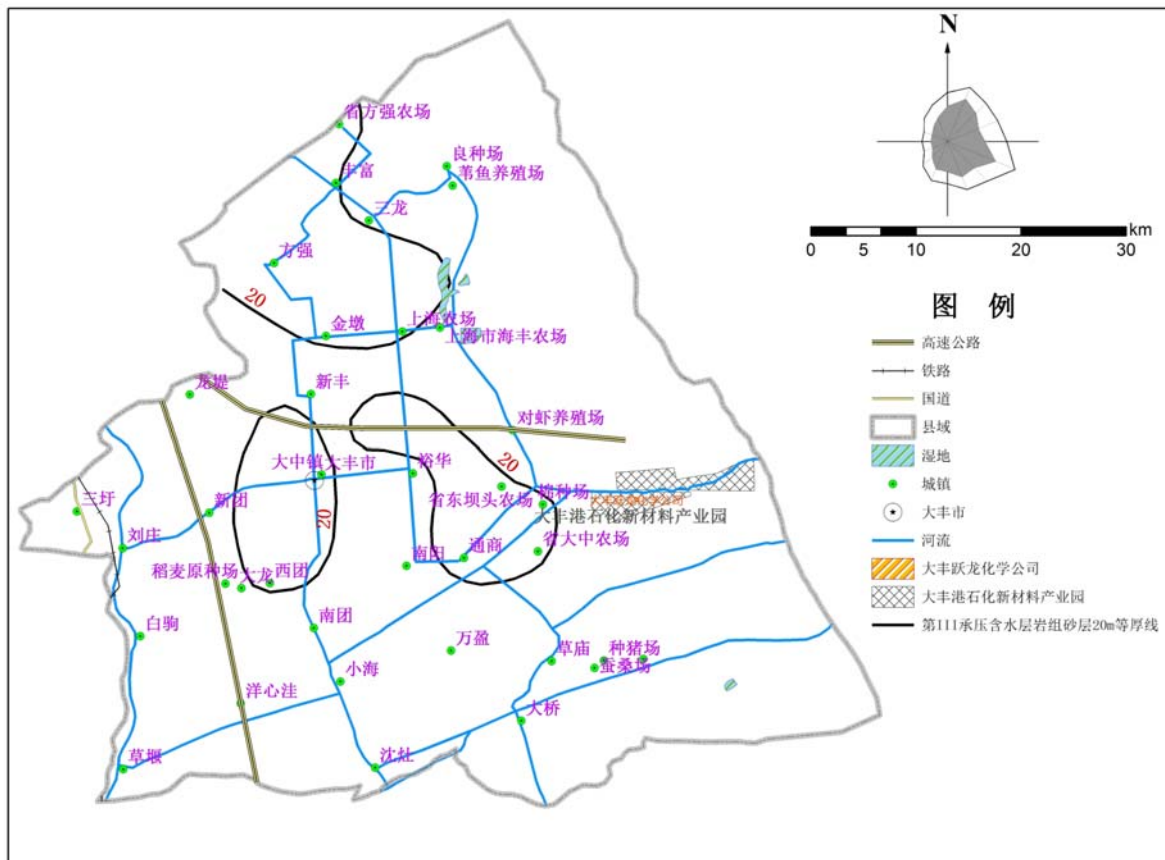 N
km
0 5 10 20 30
省方强农场
良种场
苇鱼养殖场
丰富
三龙
方强
20
金墩
上海农场
上海市海丰农场
龙堤
新丰
对虾养殖场
大中镇
大丰市
裕华
20
三圩
新团
省东坝头农场
棉种场
大丰港石化新材料产业园
20
刘庄
南阳
通商
省大中农场
稻麦原种场
大龙
西团
白驹
南团
万盈
草庙
种猪场
蚕桑场
小海
洋心洼
大桥
草堰
沈灶
图 例
高速公路
铁路
国道
县域
湿地
城镇
大丰市
河流
大丰跃龙化学公司
大丰港石化新材料产业园
第III承压含水层岩组砂层20m等厚线